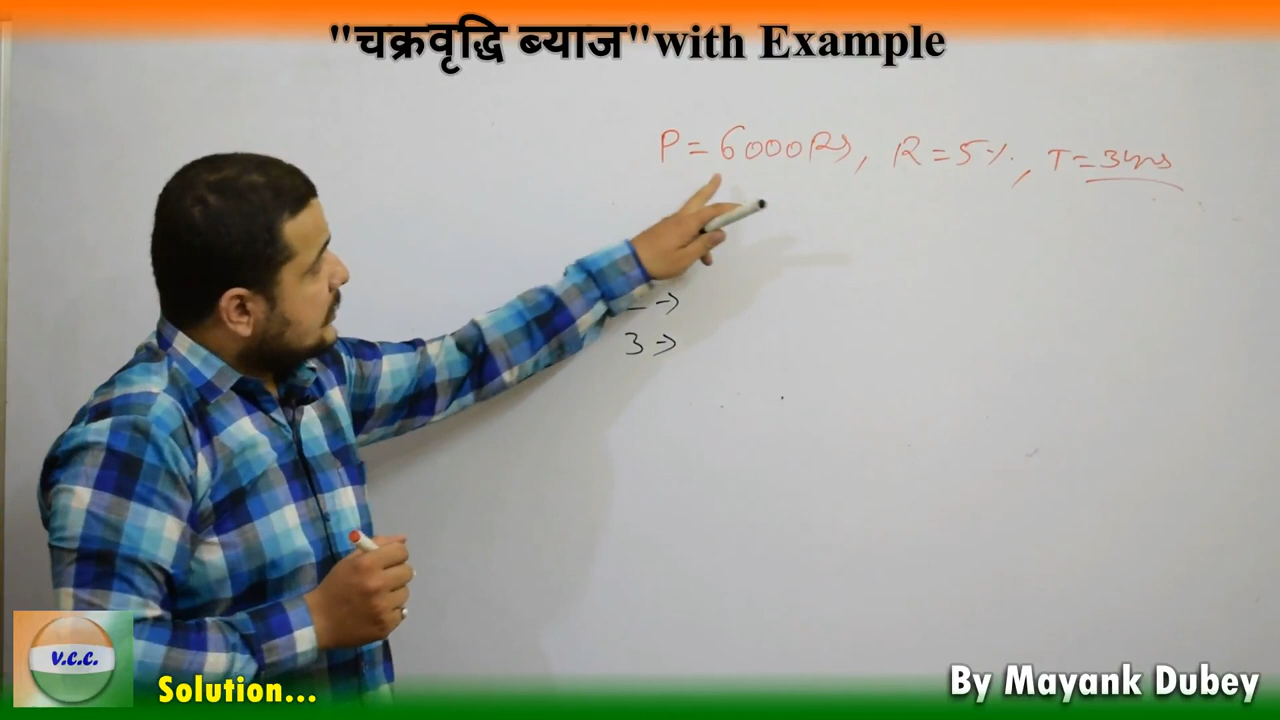 "चक्रवृद्धि ब्याज"with Example
P = 6000Rs, R = 5%, T = 3yrs
→
3 →
V.C.C.
Solution...
By Mayank Dubey